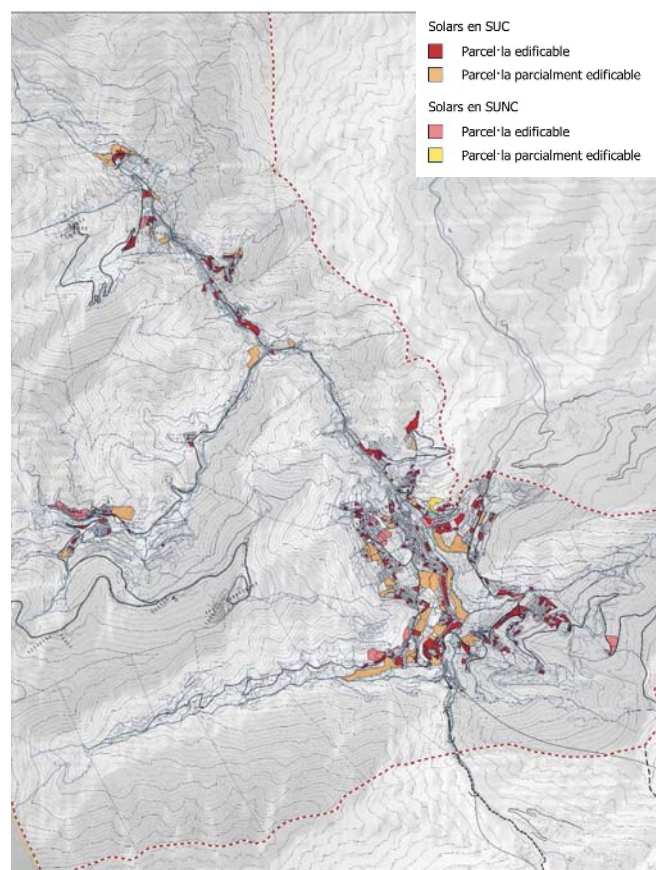 Solars en SUC
Parcel·la edificable
Parcel·la parcialment edificable
Solars en SUNC
Parcel·la edificable
Parcel·la parcialment edificable